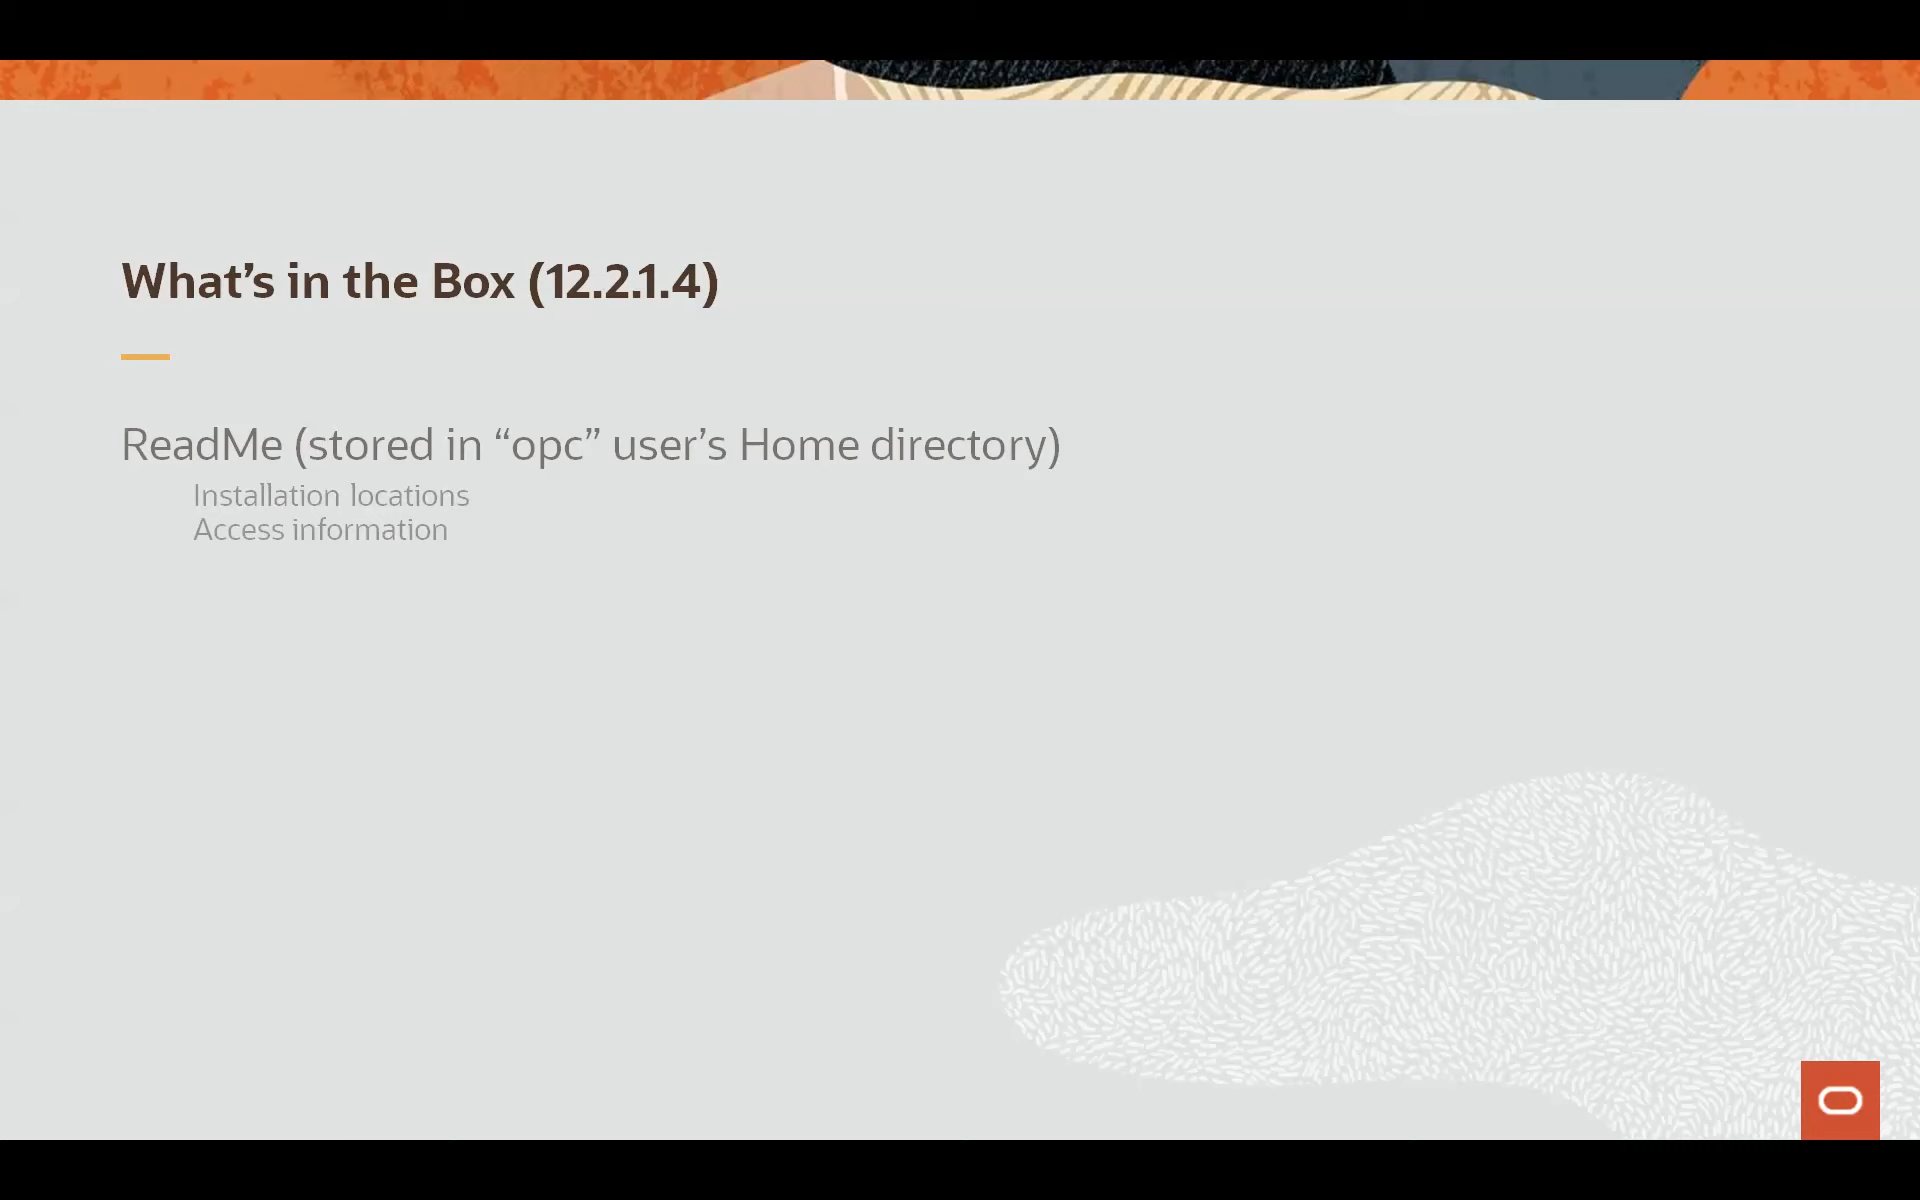 What’s in the Box (12.2.1.4)
ReadMe (stored in “opc” user’s Home directory)
Installation locations
Access information